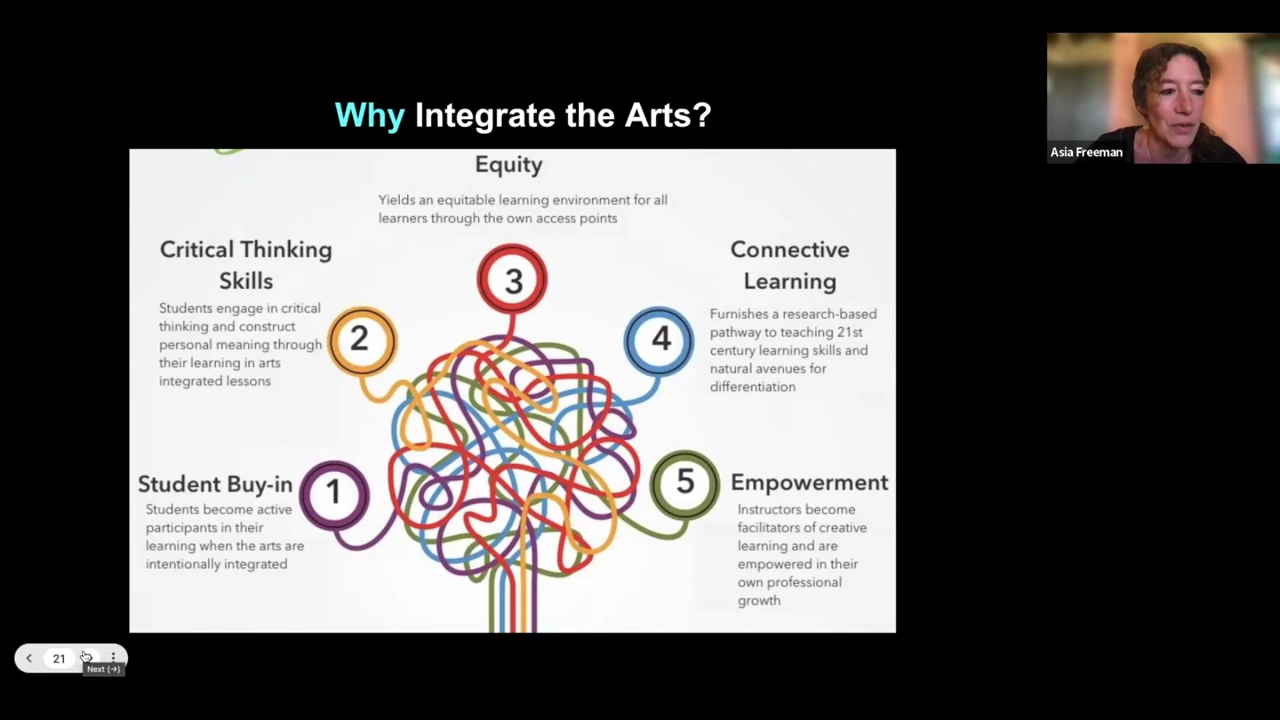 Why Integrate the Arts?
Asia Freeman
Equity
Yields an equitable learning environment for all
learners through the own access points
3
Critical Thinking
Skills
Students engage in critical
thinking and construct
personal meaning through
their learning in arts
integrated lessons
2
Connective
Learning
Furnishes a research-based
pathway to teaching 21st
century learning skills and
natural avenues for
differentiation
4
Student Buy-in
Students become active
participants in their
learning when the arts are
intentionally integrated
1
5
Empowerment
Instructors become
facilitators of creative
learning and are
empowered in their
own professional
growth
21
Next (→)